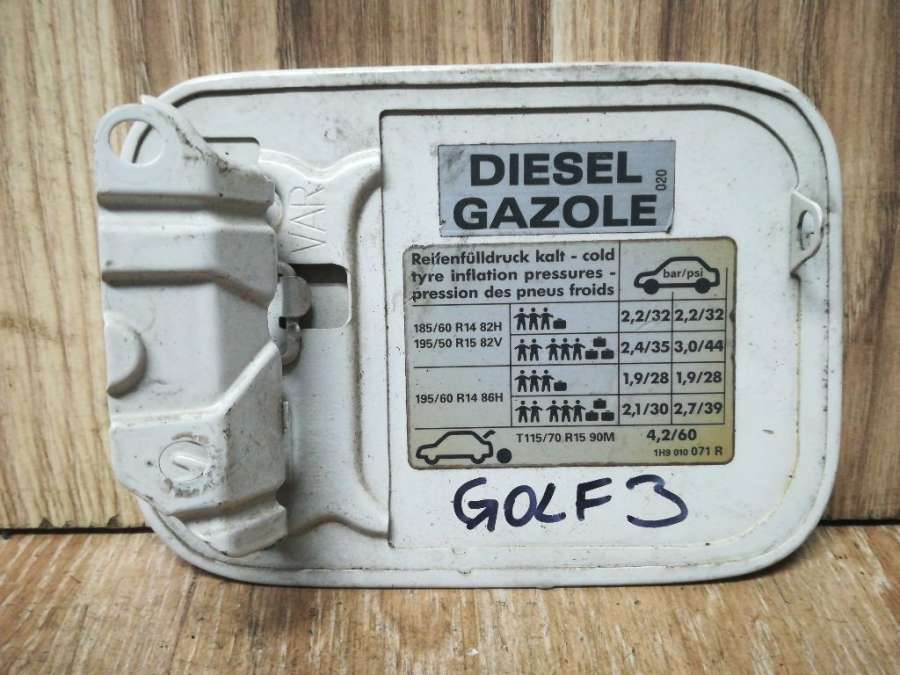 VAR
DIESEL
GAZOLE
020
Reifenfülldruck kalt - cold
tyre inflation pressures -
pression des pneus froids
bar/psi
185/60 R14 82H
195/50 R15 82V
2,2/32 2,2/32
2,4/35 3,0/44
195/60 R14 86H
1,9/28 1,9/28
2,1/30 2,7/39
T115/70 R15 90M 4,2/60
1H9 010 071 R
GOLF 3